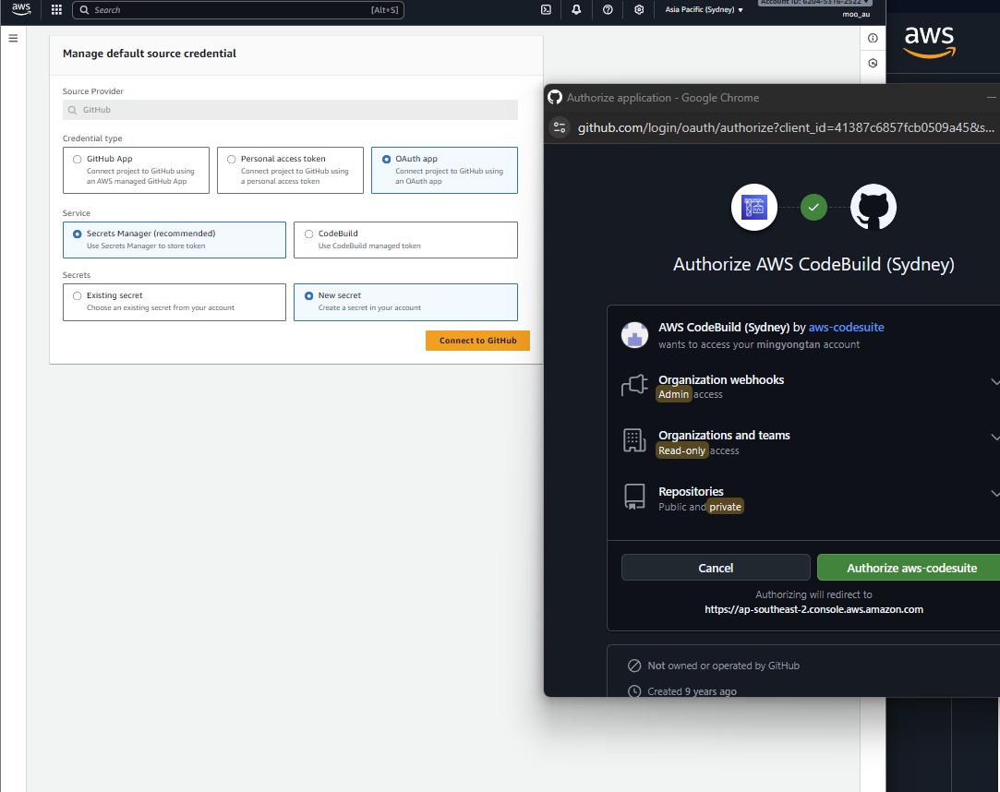 aws
Search
[Alt+S]
Asia Pacific (Sydney)
moo_au
Manage default source credential
Source Provider
GitHub
Credential type
GitHub App
Connect project to GitHub using
an AWS managed GitHub App
Personal access token
Connect project to GitHub using
a personal access token
OAuth app
Connect project to GitHub using
an OAuth app
Service
Secrets Manager (recommended)
Use Secrets Manager to store token
CodeBuild
Use CodeBuild managed token
Secrets
Existing secret
Choose an existing secret from your account
New secret
Create a secret in your account
Connect to GitHub
aws
Authorize application - Google Chrome
github.com/login/oauth/authorize?client_id=41387c6857fcb0509a45&s...
Authorize AWS CodeBuild (Sydney)
AWS CodeBuild (Sydney) by aws-codesuite
wants to access your mingyongtan account
Organization webhooks
Admin access
Organizations and teams
Read-only access
Repositories
Public and private
Cancel
Authorize aws-codesuite
Authorizing will redirect to
https://ap-southeast-2.console.aws.amazon.com
Not owned or operated by GitHub
Created 9 years ago